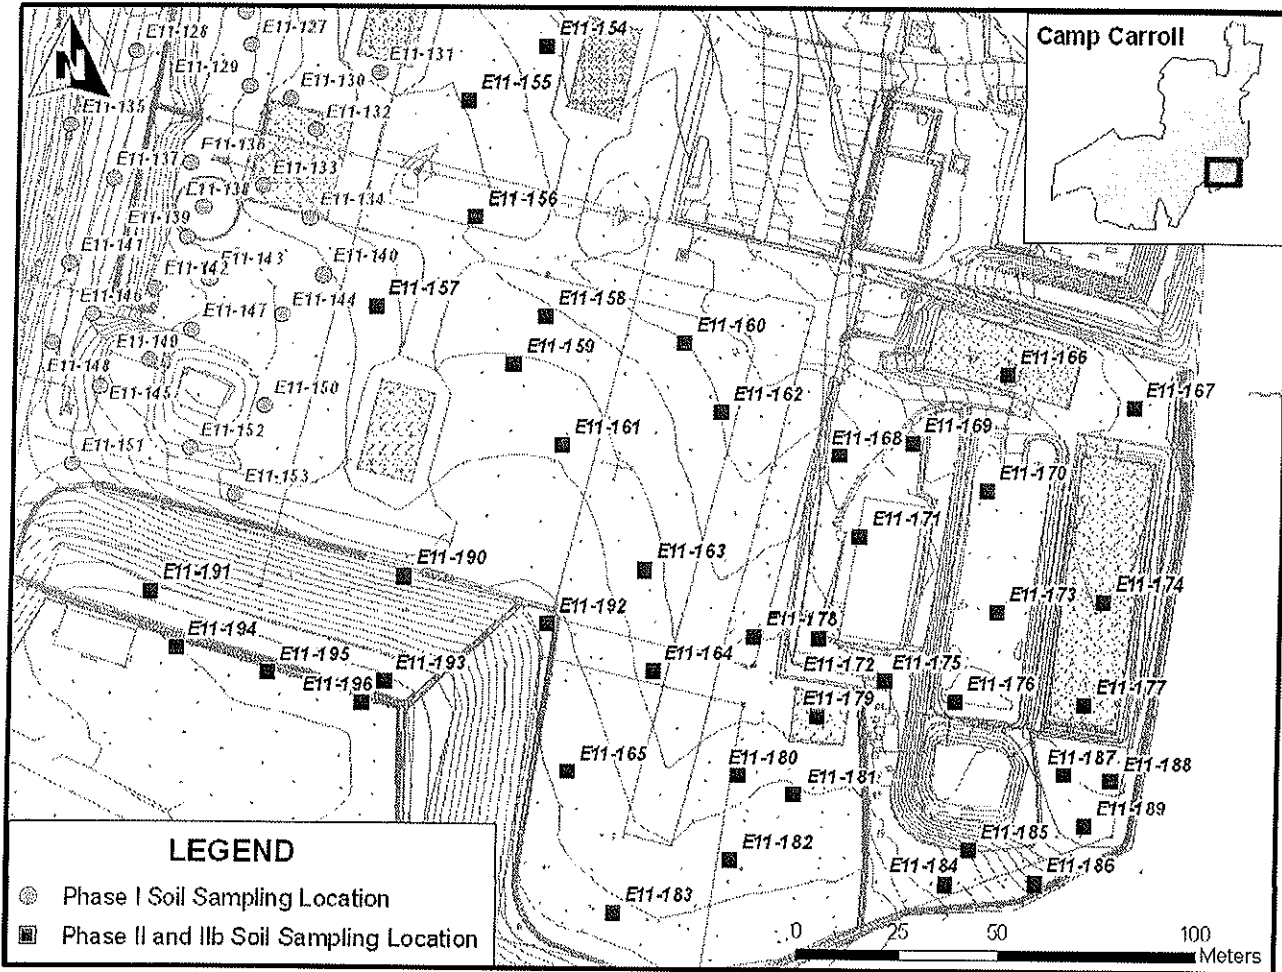 E11-127
E11-128
E11-154
Camp Carroll
N
E11-129
E11-131
E11-130
E11-155
E11-135
E11-132
E11-136
E11-137
E11-133
E11-138
E11-134
E11-156
E11-139
E11-141
E11-142
E11-143
E11-140
E11-146
E11-144
E11-157
E11-147
E11-158
E11-160
E11-149
E11-159
E11-166
E11-148
E11-145
E11-150
E11-162
E11-167
E11-151
E11-152
E11-161
E11-168
E11-169
E11-153
E11-170
E11-171
E11-190
E11-163
E11-191
E11-192
E11-173
E11-174
E11-194
E11-178
E11-195
E11-193
E11-164
E11-172
E11-175
E11-196
E11-179
E11-176
E11-177
E11-165
E11-180
E11-181
E11-187
E11-188
E11-189
E11-182
E11-185
E11-184
E11-186
E11-183
LEGEND
Phase I Soil Sampling Location
Phase II and IIb Soil Sampling Location
0 25 50 100
Meters